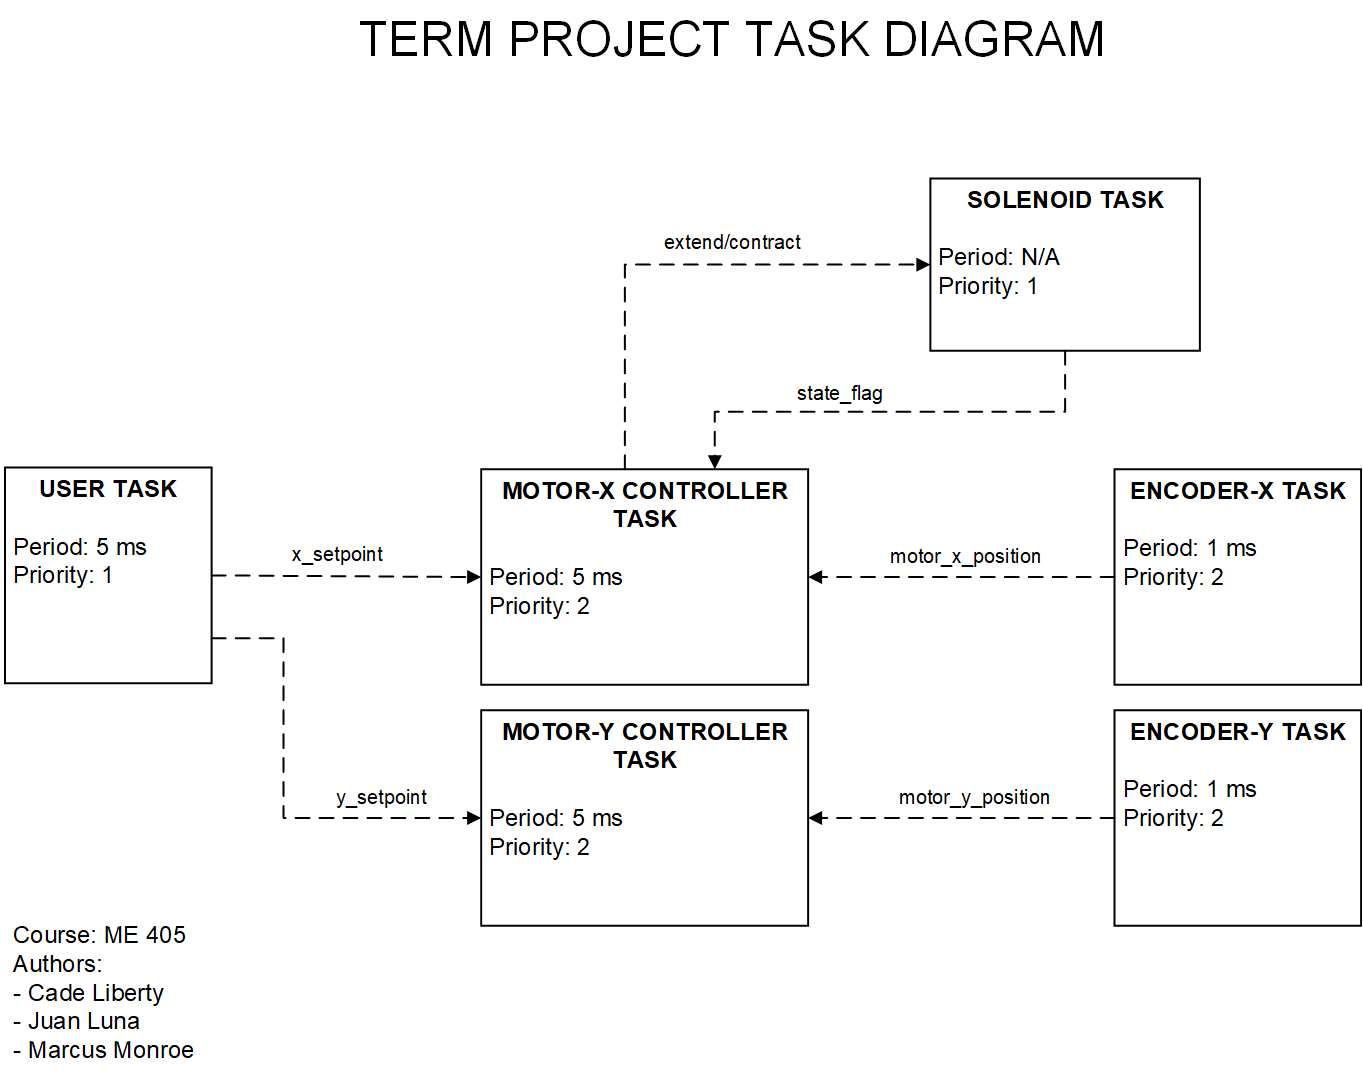 TERM PROJECT TASK DIAGRAM
SOLENOID TASK
Period: N/A
Priority: 1
extend/contract
state_flag
USER TASK
Period: 5 ms
Priority: 1
x_setpoint
y_setpoint
MOTOR-X CONTROLLER
TASK
Period: 5 ms
Priority: 2
motor_x_position
ENCODER-X TASK
Period: 1 ms
Priority: 2
MOTOR-Y CONTROLLER
TASK
Period: 5 ms
Priority: 2
motor_y_position
ENCODER-Y TASK
Period: 1 ms
Priority: 2
Course: ME 405
Authors:
- Cade Liberty
- Juan Luna
- Marcus Monroe